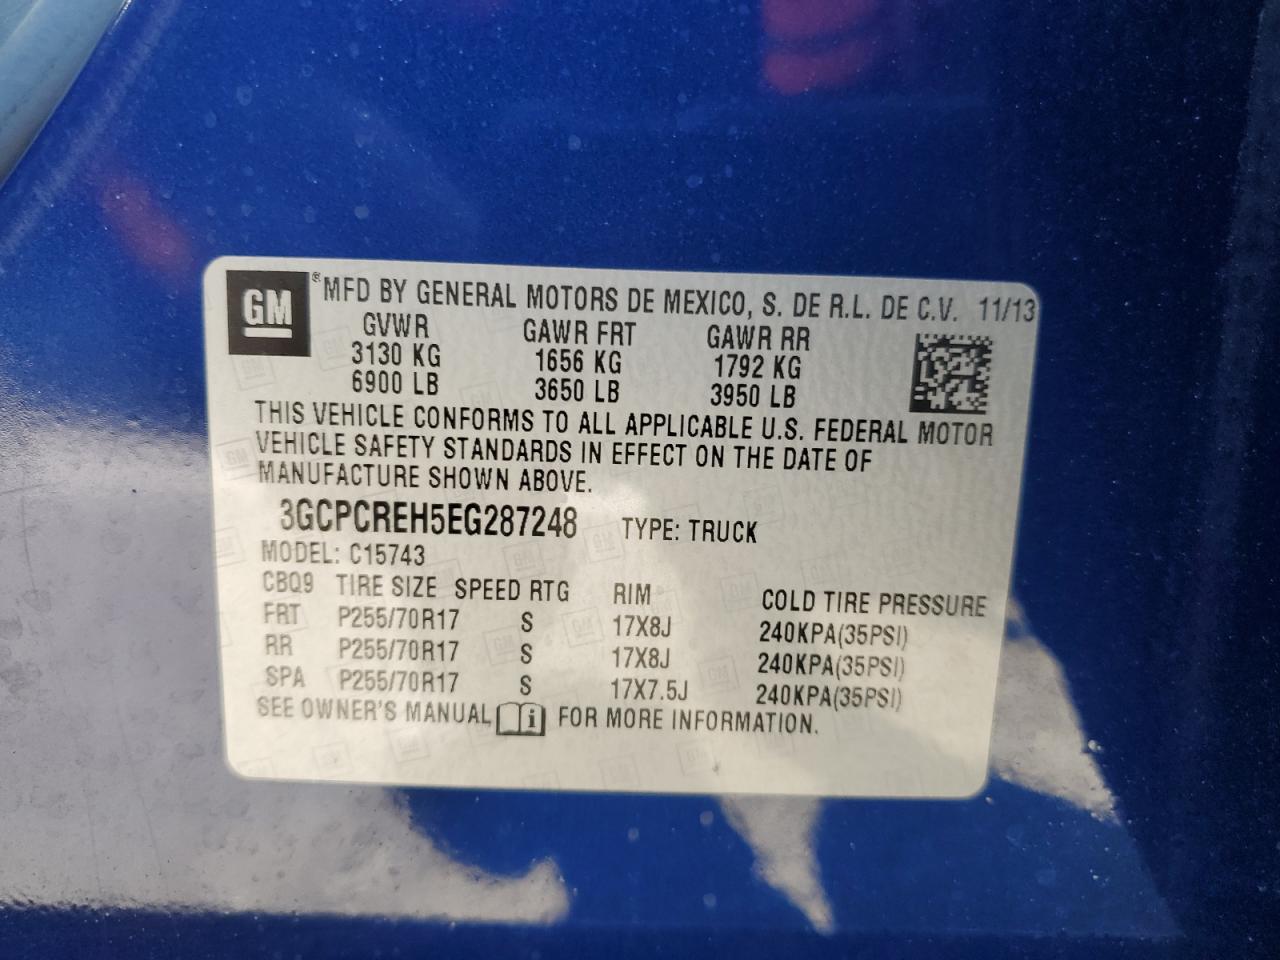 GM ® MFD BY GENERAL MOTORS DE MEXICO, S. DE R.L. DE C.V. 11/13
GVWR GAWR FRT GAWR RR
3130 KG 1656 KG 1792 KG
6900 LB 3650 LB 3950 LB
THIS VEHICLE CONFORMS TO ALL APPLICABLE U.S. FEDERAL MOTOR
VEHICLE SAFETY STANDARDS IN EFFECT ON THE DATE OF
MANUFACTURE SHOWN ABOVE.
3GCPCREH5EG287248 TYPE: TRUCK
MODEL: C15743
CBQ9 TIRE SIZE SPEED RTG RIM COLD TIRE PRESSURE
FRT P255/70R17 S 17X8J 240KPA(35PSI)
RR P255/70R17 S 17X8J 240KPA(35PSI)
SPA P255/70R17 S 17X7.5J 240KPA(35PSI)
SEE OWNER'S MANUAL i FOR MORE INFORMATION.